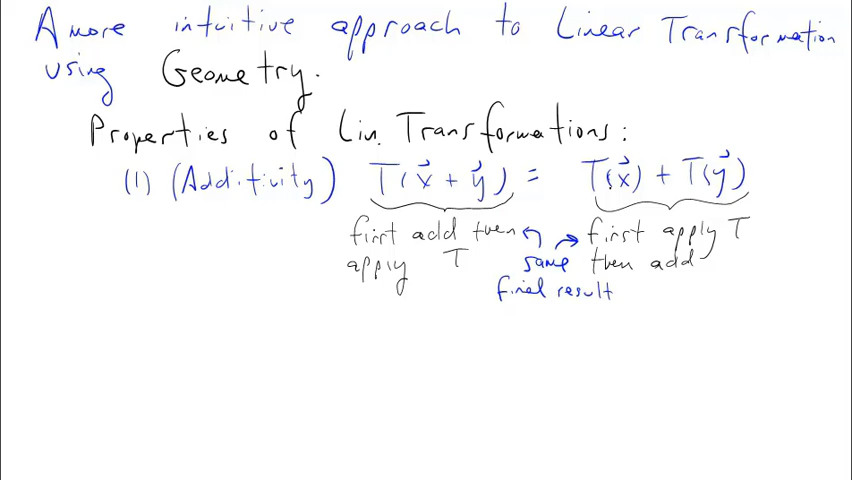 A more intuitive approach to Linear Transformation
using Geometry.
Properties of Lin. Transformations:
(1) (Additivity) T(x⃗ + y⃗) = T(x⃗) + T(y⃗)
first add then first apply T
apply T same then add
final result